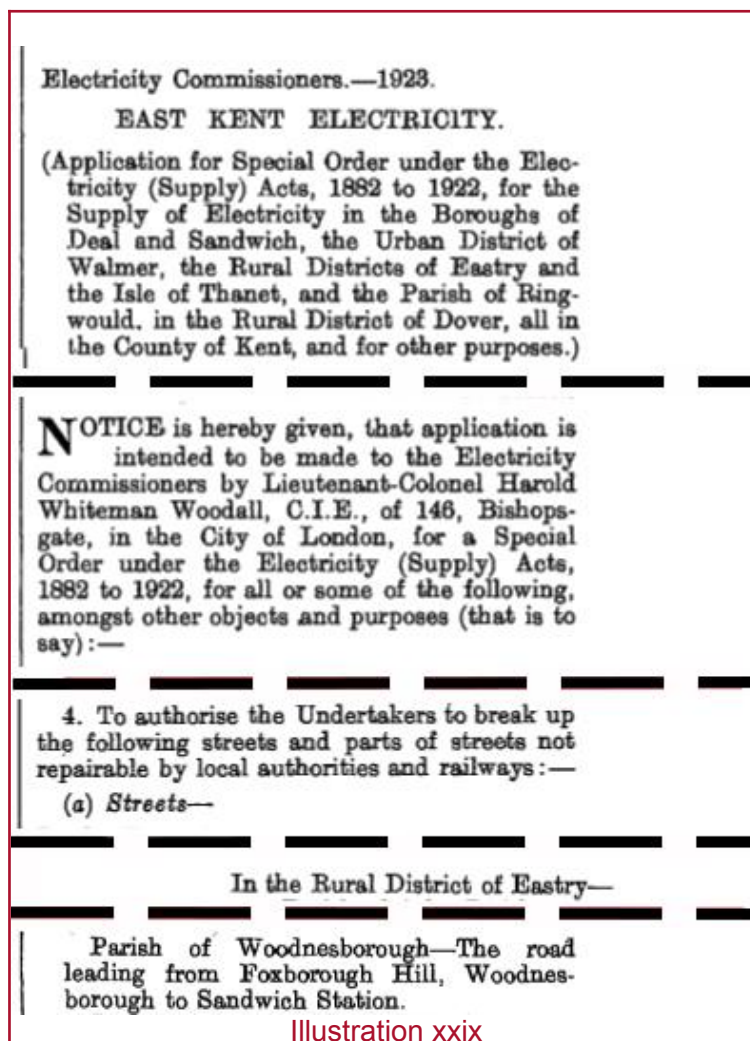 Electricity Commissioners.—1923.
EAST KENT ELECTRICITY.
(Application for Special Order under the Elec-
tricity (Supply) Acts, 1882 to 1922, for the
Supply of Electricity in the Boroughs of
Deal and Sandwich, the Urban District of
Walmer, the Rural Districts of Eastry and
the Isle of Thanet, and the Parish of Ring-
would. in the Rural District of Dover, all in
the County of Kent, and for other purposes.)
NOTICE is hereby given, that application is
intended to be made to the Electricity
Commissioners by Lieutenant-Colonel Harold
Whiteman Woodall, C.I.E., of 146, Bishops-
gate, in the City of London, for a Special
Order under the Electricity (Supply) Acts,
1882 to 1922, for all or some of the following,
amongst other objects and purposes (that is to
say):—
4. To authorise the Undertakers to break up
the following streets and parts of streets not
repairable by local authorities and railways:—
(a) Streets—
In the Rural District of Eastry—
Parish of Woodnesborough—The road
leading from Foxborough Hill, Woodnes-
borough to Sandwich Station.
Illustration xxix